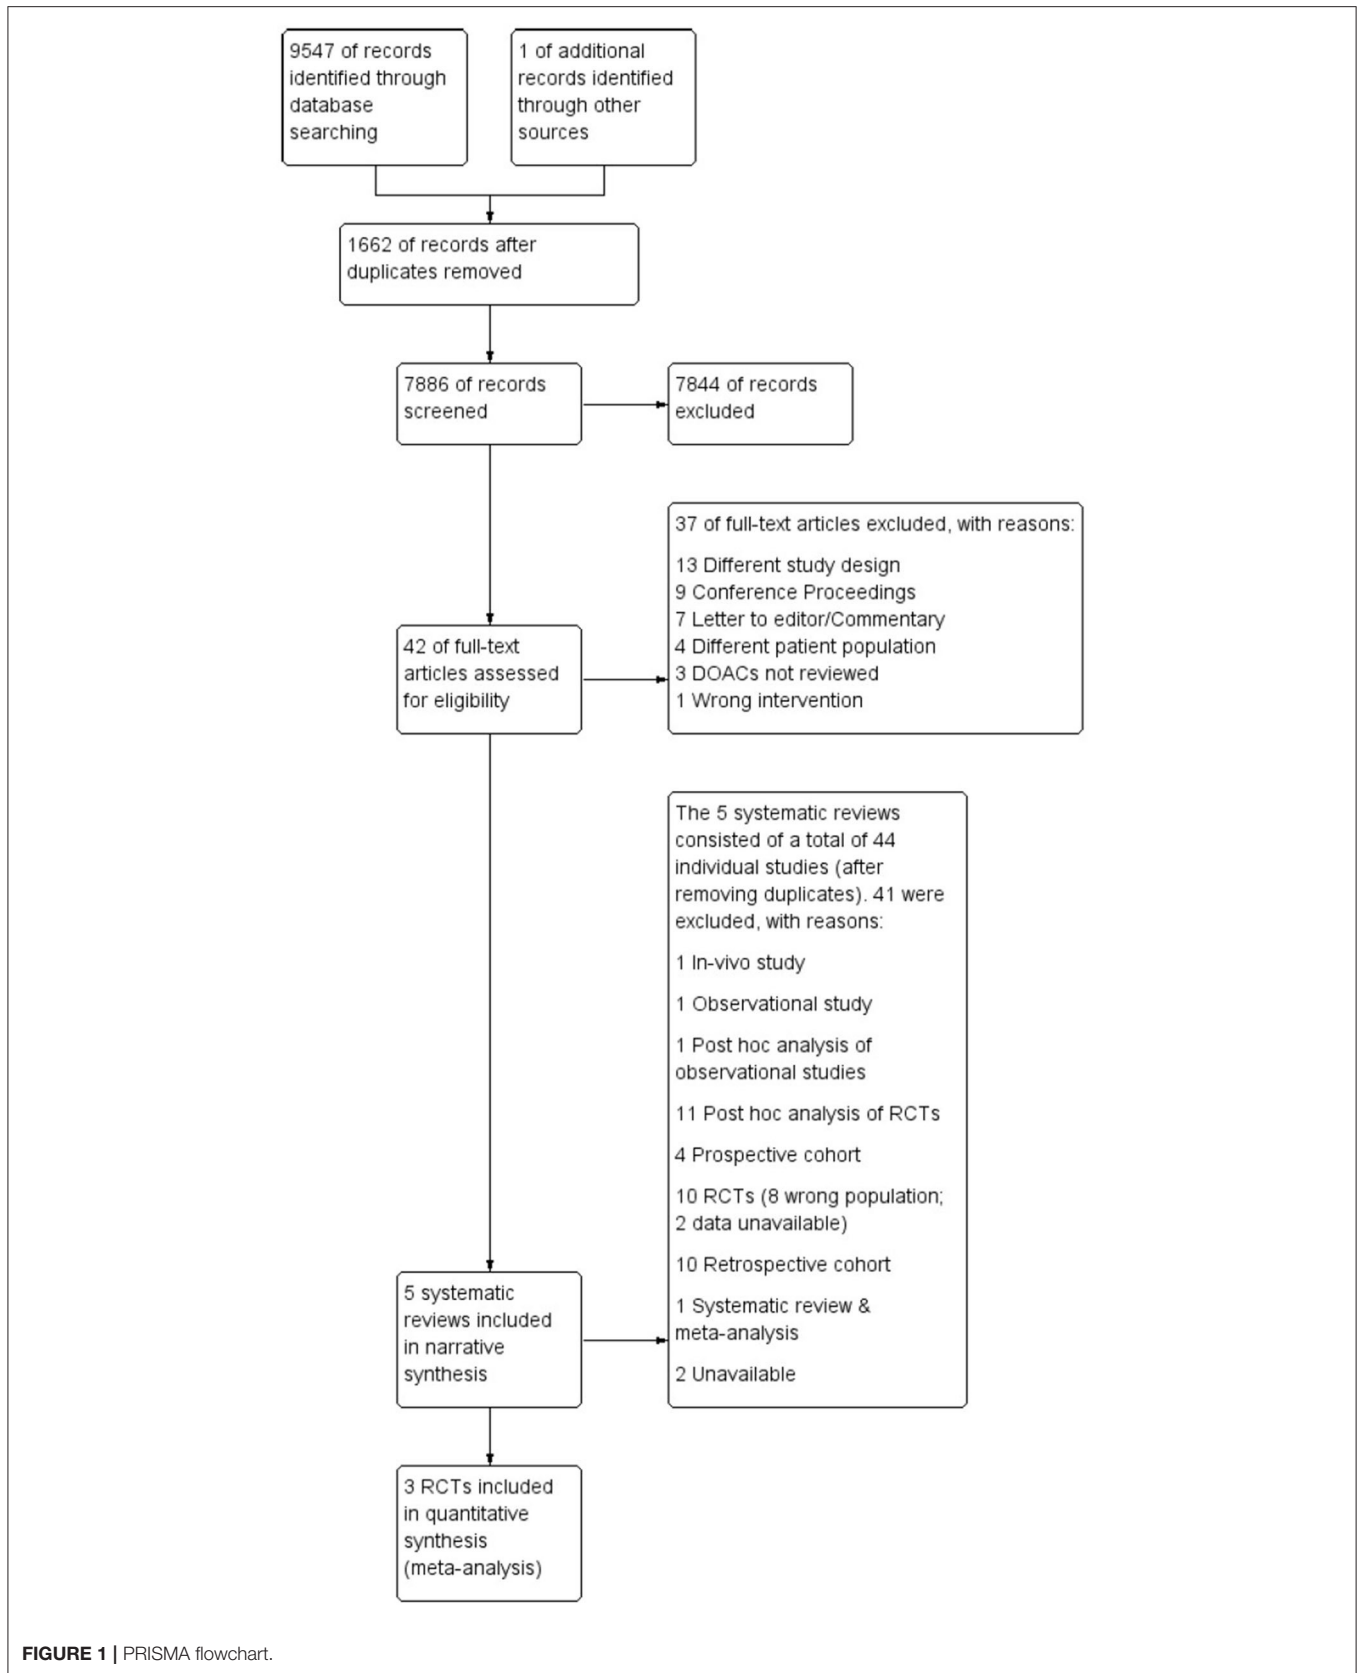 9547 of records
identified through
database
searching
1 of additional
records identified
through other
sources
1662 of records after
duplicates removed
7886 of records
screened
7844 of records
excluded
37 of full-text articles excluded, with reasons:
13 Different study design
9 Conference Proceedings
7 Letter to editor/Commentary
4 Different patient population
3 DOACs not reviewed
1 Wrong intervention
42 of full-text
articles assessed
for eligibility
The 5 systematic reviews
consisted of a total of 44
individual studies (after
removing duplicates). 41 were
excluded, with reasons:
1 In-vivo study
1 Observational study
1 Post hoc analysis of
observational studies
11 Post hoc analysis of RCTs
4 Prospective cohort
10 RCTs (8 wrong population;
2 data unavailable)
10 Retrospective cohort
1 Systematic review &
meta-analysis
2 Unavailable
5 systematic
reviews included
in narrative
synthesis
3 RCTs included
in quantitative
synthesis
(meta-analysis)
FIGURE 1 | PRISMA flowchart.